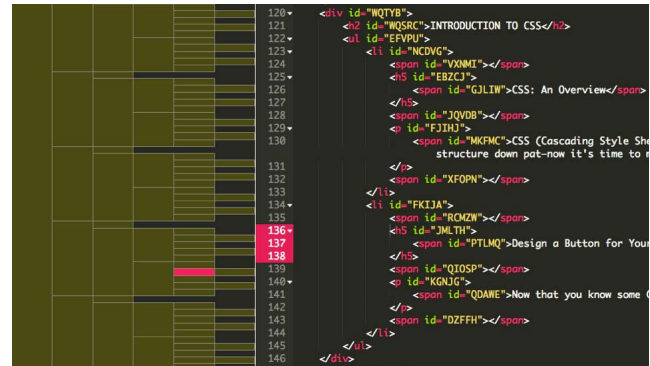 120 <div id="WQTYB">
121 <h2 id="WQSRC">INTRODUCTION TO CSS</h2>
122 <ul id="EFVPU">
123 <li id="NCDVG">
124 <span id="VXNMI"></span>
125 <h5 id="EBZCJ">
126 <span id="GJLIW">CSS: An Overview</span>
127 </h5>
128 <span id="JQVDB"></span>
129 <p id="FJIHJ">
130 <span id="MKFMC">CSS (Cascading Style She
structure down pat—now it's time to
131 </p>
132 <span id="XFOPN"></span>
133 </li>
134 <li id="FKIJA">
135 <span id="RCMZW"></span>
136 <h5 id="JMLTH">
137 <span id="PTLMQ">Design a Button for Your
138 </h5>
139 <span id="QIOSP"></span>
140 <p id="KGNJG">
141 <span id="QDAWE">Now that you know some
142 </p>
143 <span id="DZFFH"></span>
144 </li>
145 </ul>
146 </div>